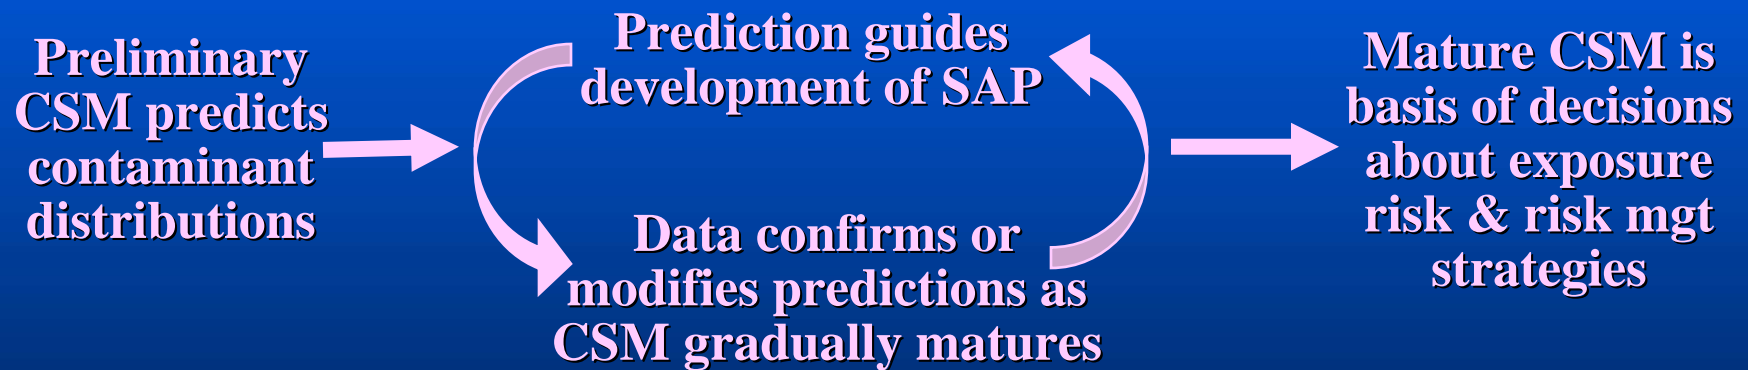 Preliminary
CSM predicts
contaminant
distributions
Prediction guides
development of SAP
Data confirms or
modifies predictions as
CSM gradually matures
Mature CSM is
basis of decisions
about exposure
risk & risk mgt
strategies